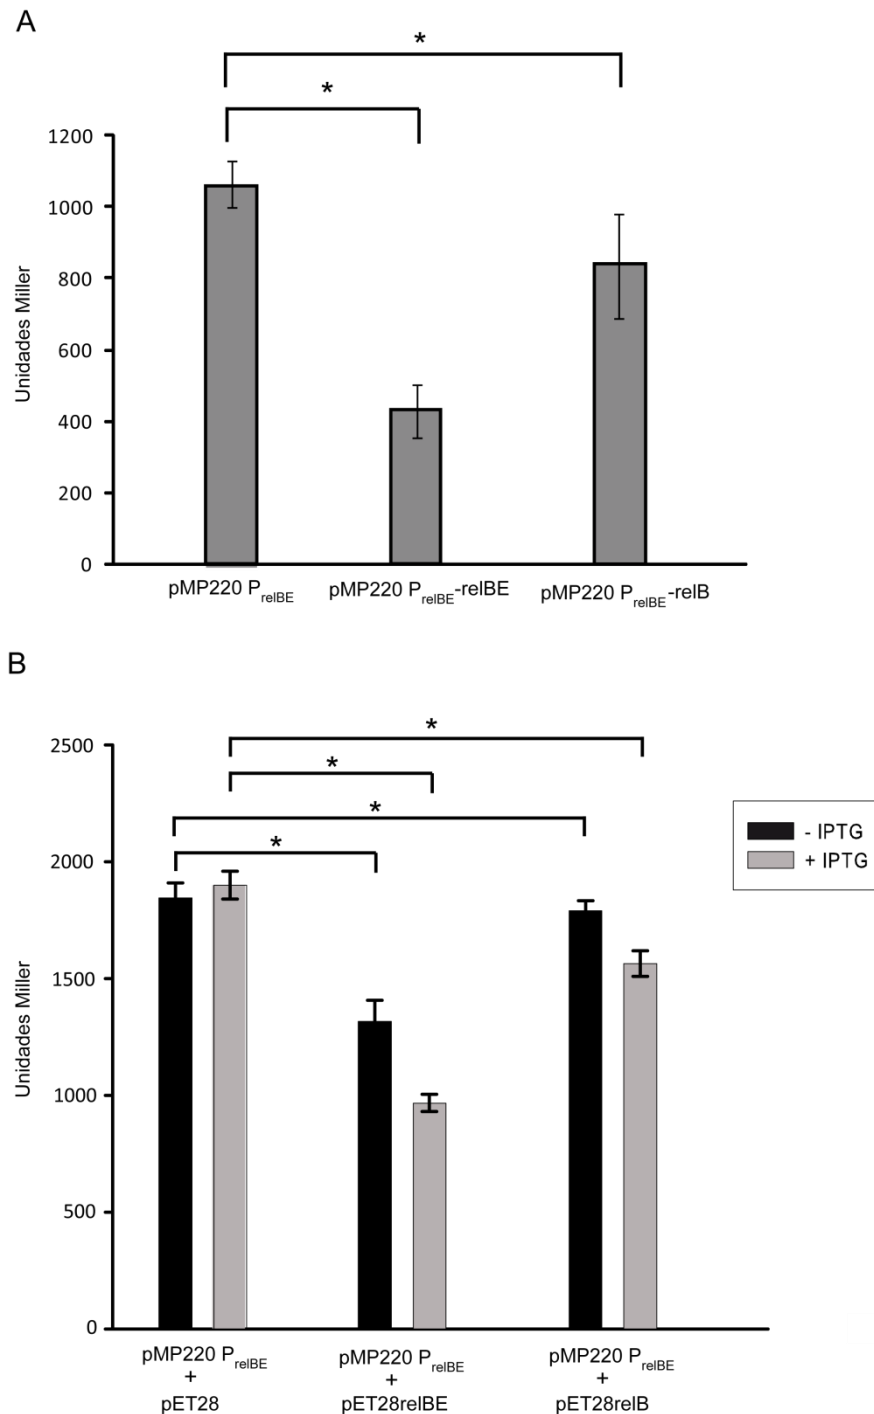 A
*
*
1200
1000
800
600
400
200
0
Unidades Miller
pMP220 PrelBE
pMP220 PrelBE-relBE
pMP220 PrelBE-relB
B
*
*
*
*
2500
2000
1500
1000
500
0
Unidades Miller
- IPTG
+ IPTG
pMP220 PrelBE
+
pET28
pMP220 PrelBE
+
pET28relBE
pMP220 PrelBE
+
pET28relB